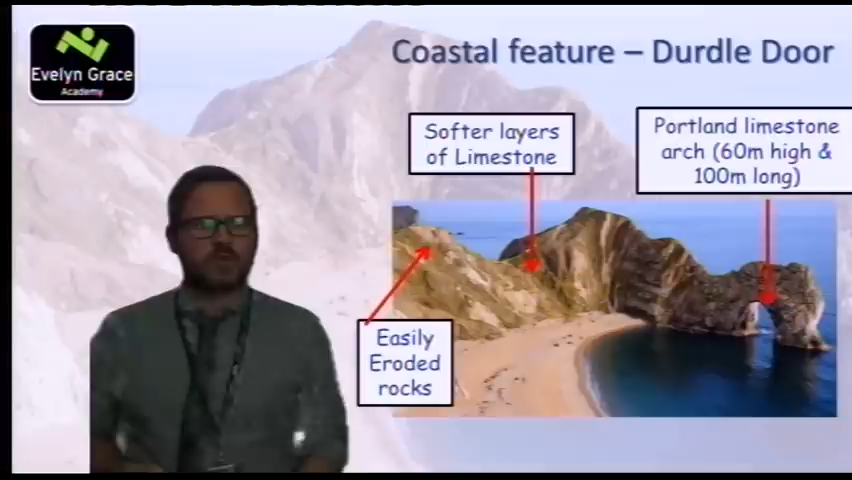 Evelyn Grace
Academy
Coastal feature – Durdle Door
Softer layers
of Limestone
Portland limestone
arch (60m high &
100m long)
Easily
Eroded
rocks